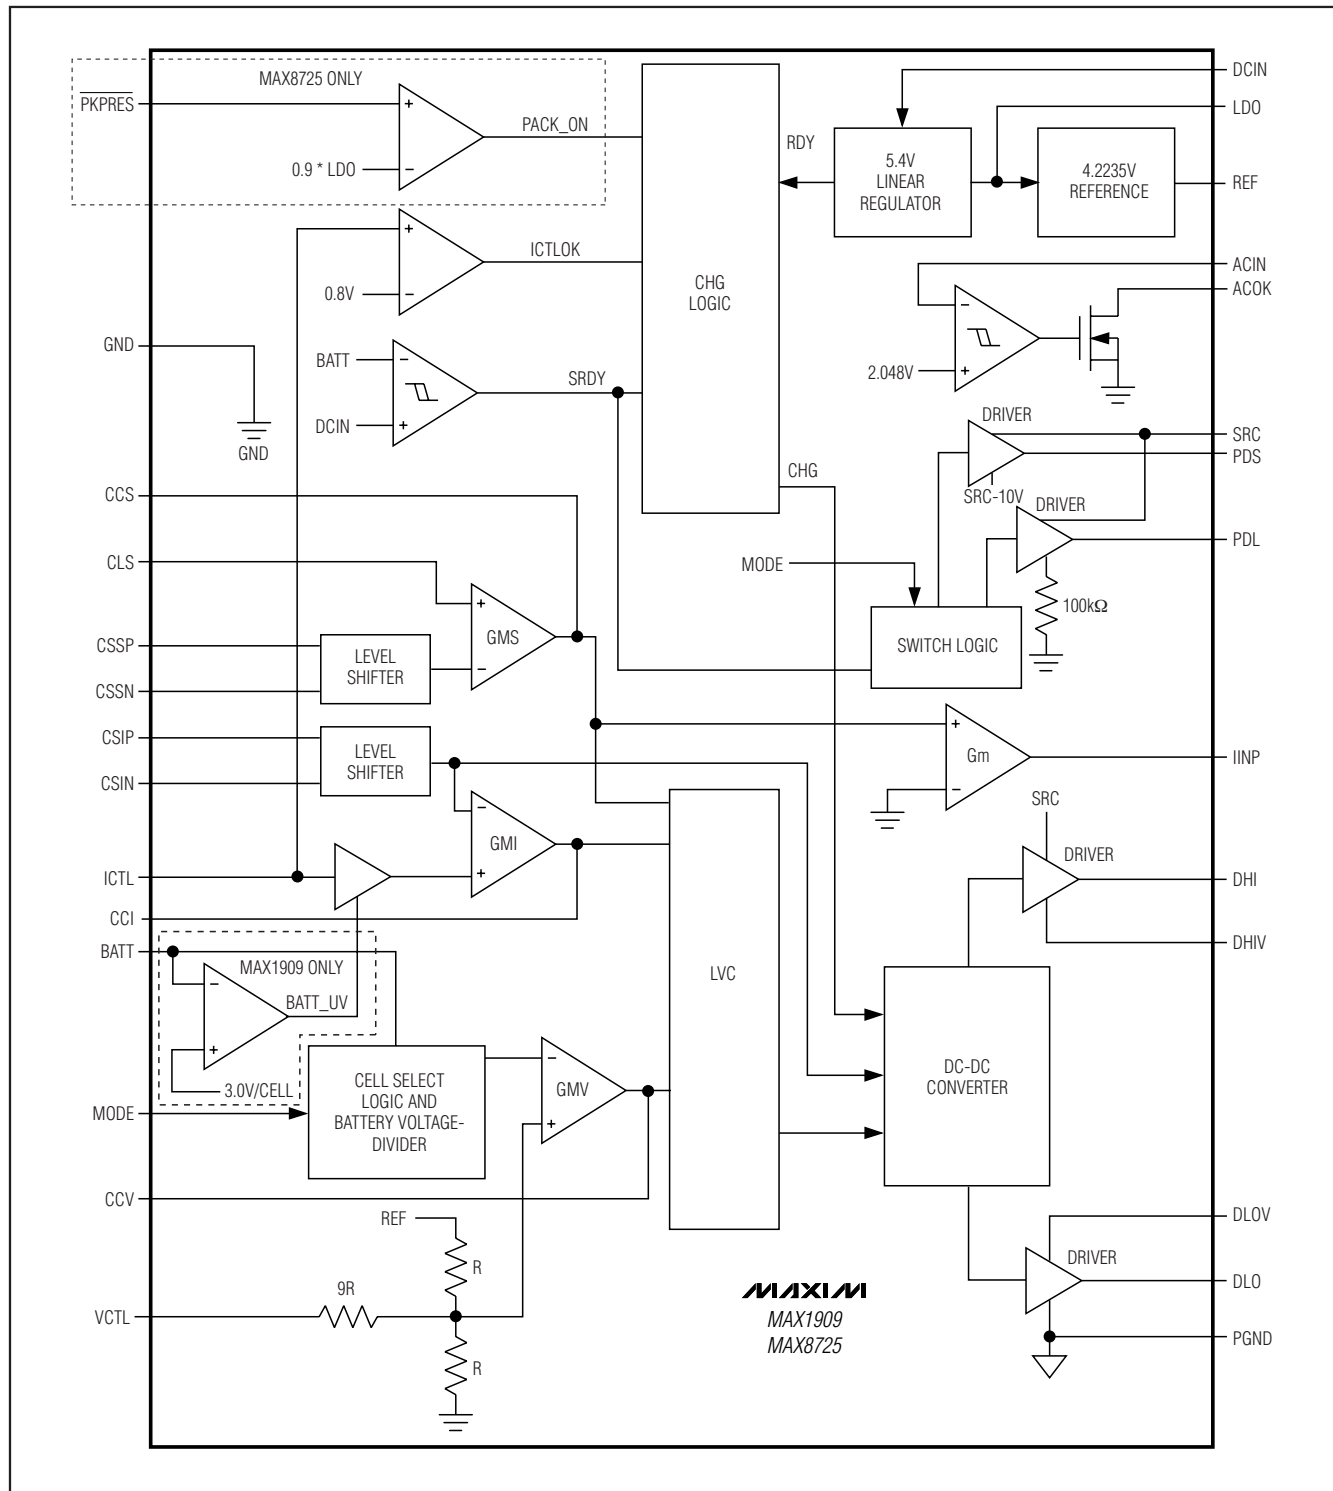 MAX8725 ONLY
PKPRES
PACK_ON
0.9 * LDO
ICTLOK
0.8V
GND
GND
BATT
SRDY
DCIN
CHG
LOGIC
RDY
5.4V
LINEAR
REGULATOR
4.2235V
REFERENCE
DCIN
LDO
REF
ACIN
ACOK
2.048V
DRIVER
SRC
PDS
SRC-10V
DRIVER
PDL
100kΩ
CHG
MODE
SWITCH LOGIC
CCS
CLS
GMS
CSSP
CSSN
LEVEL
SHIFTER
CSIP
CSIN
LEVEL
SHIFTER
GMI
Gm
IINP
ICTL
CCI
BATT
MAX1909 ONLY
BATT_UV
3.0V/CELL
MODE
CELL SELECT
LOGIC AND
BATTERY VOLTAGE-
DIVIDER
GMV
LVC
SRC
DRIVER
DHI
DHIV
DC-DC
CONVERTER
CCV
REF
R
9R
VCTL
R
MAXIM
MAX1909
MAX8725
DLOV
DRIVER
DLO
PGND